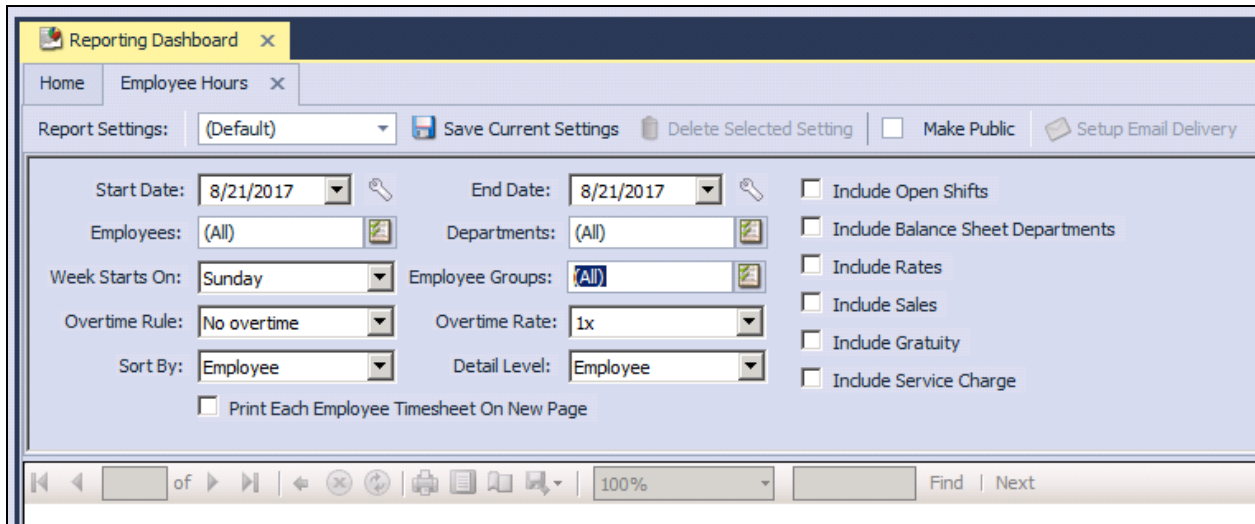 Reporting Dashboard
Home Employee Hours
Report Settings: (Default) Save Current Settings Delete Selected Setting Make Public Setup Email Delivery
Start Date: 8/21/2017 End Date: 8/21/2017 Include Open Shifts
Employees: (All) Departments: (All) Include Balance Sheet Departments
Week Starts On: Sunday Employee Groups: (All) Include Rates
Overtime Rule: No overtime Overtime Rate: 1x Include Sales
Include Gratuity
Sort By: Employee Detail Level: Employee Include Service Charge
Print Each Employee Timesheet On New Page
of 100% Find | Next